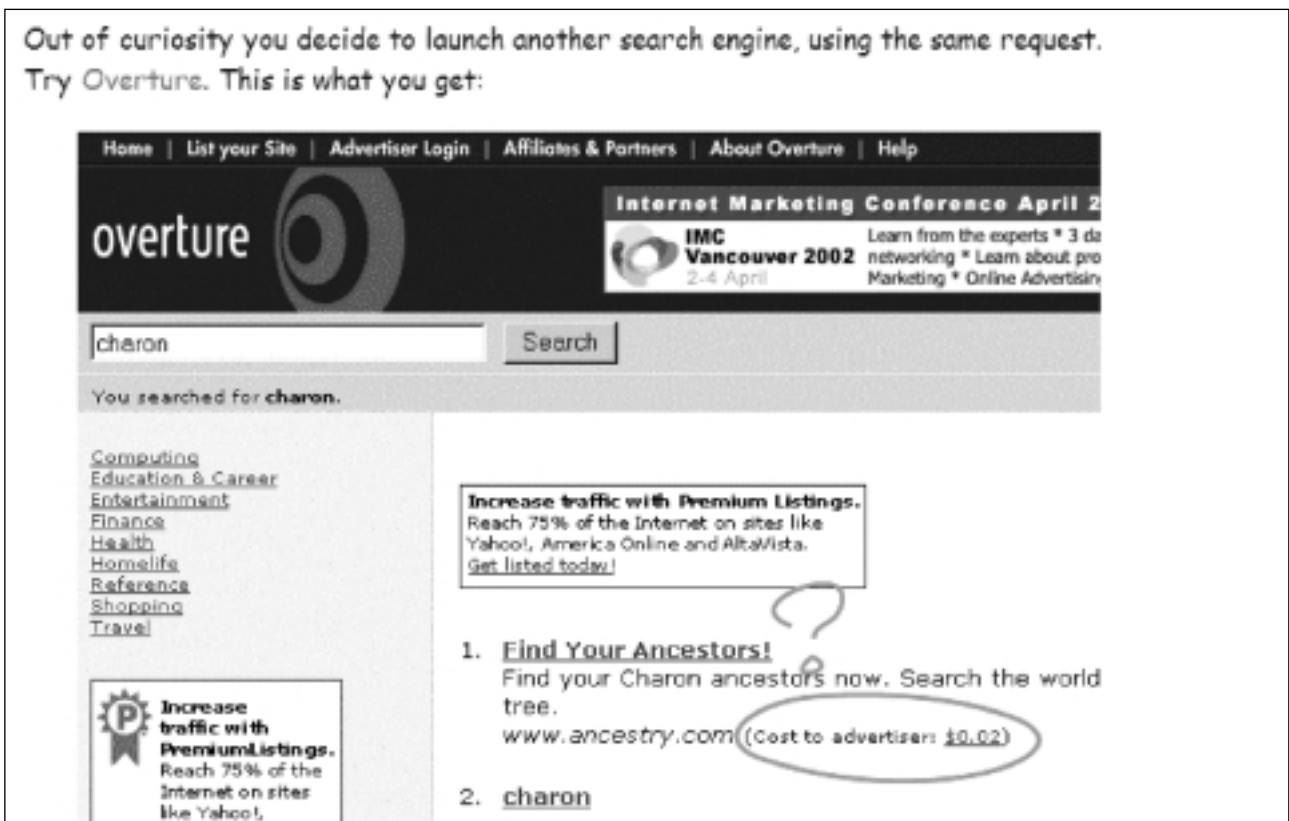 Out of curiosity you decide to launch another search engine, using the same request.
Try Overture. This is what you get:
Home | List your Site | Advertiser Login | Affiliates & Partners | About Overture | Help
overture
Internet Marketing Conference April 2
IMC
Vancouver 2002
2-4 April
Learn from the experts * 3 da
networking * Learn about pro
Marketing * Online Advertisin
charon
Search
You searched for charon.
Computing
Education & Career
Entertainment
Finance
Health
Homelife
Reference
Shopping
Travel
P
Increase
traffic with
PremiumListings.
Reach 75% of the
Internet on sites
like Yahoo!,
Increase traffic with Premium Listings.
Reach 75% of the Internet on sites like
Yahoo!, America Online and AltaVista.
Get listed today!
?
1. Find Your Ancestors!
Find your Charon ancestors now. Search the world
tree.
www.ancestry.com (Cost to advertiser: $0.02)
2. charon